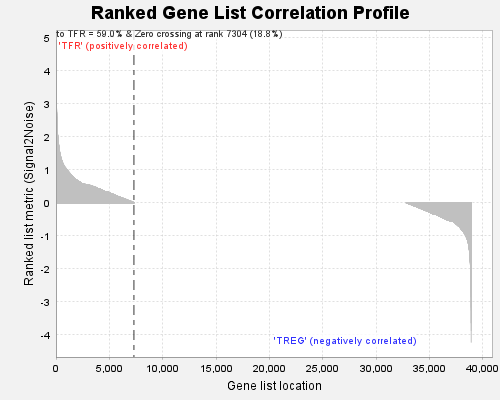 Ranked Gene List Correlation Profile
to TFR = 59.0% & Zero crossing at rank 7304 (18.8%)
'TFR' (positively correlated)
5
4
3
2
1
0
-1
-2
-3
-4
Ranked list metric (Signal2Noise)
'TREG' (negatively correlated)
0 5,000 10,000 15,000 20,000 25,000 30,000 35,000 40,000
Gene list location